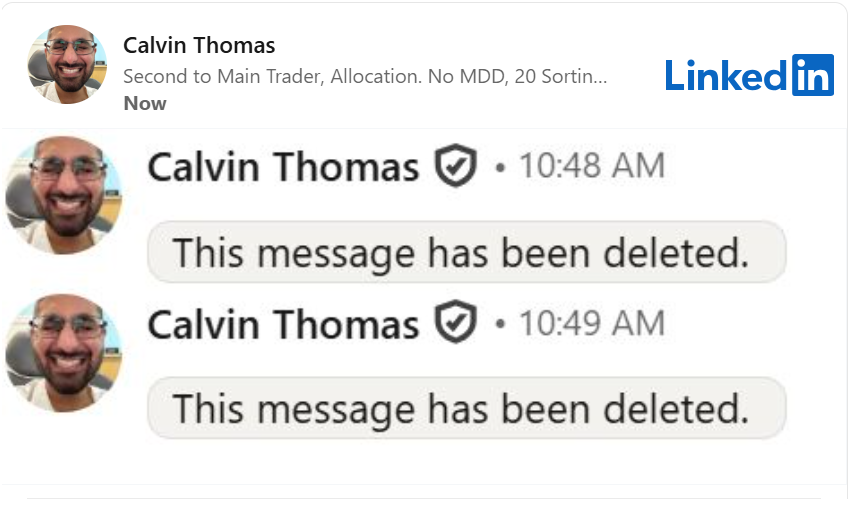 Calvin Thomas
Second to Main Trader, Allocation. No MDD, 20 Sortin...
Now
LinkedIn
Calvin Thomas • 10:48 AM
This message has been deleted.
Calvin Thomas • 10:49 AM
This message has been deleted.